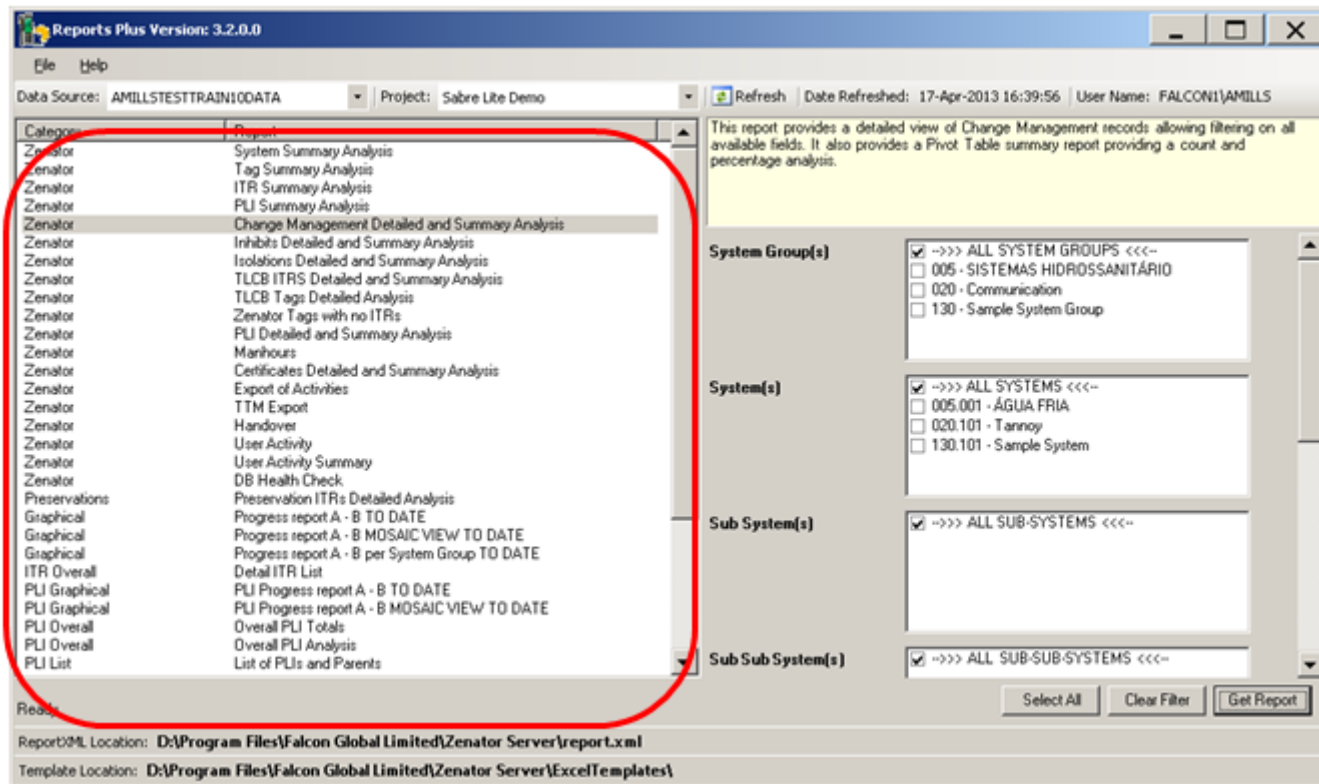 Reports Plus Version: 3.2.0.0
File Help
Data Source: AMILLSTESTTRAIN10DATA Project: Sabre Lite Demo Refresh Date Refreshed: 17-Apr-2013 16:39:56 User Name: FALCON1\AMILLS
Category Report
Zenator System Summary Analysis
Zenator Tag Summary Analysis
Zenator ITR Summary Analysis
Zenator PLI Summary Analysis
Zenator Change Management Detailed and Summary Analysis
Zenator Inhibits Detailed and Summary Analysis
Zenator Isolations Detailed and Summary Analysis
Zenator TLCB ITRS Detailed and Summary Analysis
Zenator TLCB Tags Detailed Analysis
Zenator Zenator Tags with no ITRs
Zenator PLI Detailed and Summary Analysis
Zenator Manhours
Zenator Certificates Detailed and Summary Analysis
Zenator Export of Activities
Zenator TTM Export
Zenator Handover
Zenator User Activity
Zenator User Activity Summary
Zenator DB Health Check
Preservations Preservation ITRs Detailed Analysis
Graphical Progress report A - B TO DATE
Graphical Progress report A - B MOSAIC VIEW TO DATE
Graphical Progress report A - B per System Group TO DATE
ITR Overall Detail ITR List
PLI Graphical PLI Progress report A - B TO DATE
PLI Graphical PLI Progress report A - B MOSAIC VIEW TO DATE
PLI Overall Overall PLI Totals
PLI Overall Overall PLI Analysis
PLI List List of PLIs and Parents
This report provides a detailed view of Change Management records allowing filtering on all
available fields. It also provides a Pivot Table summary report providing a count and
percentage analysis.
System Group(s) -->>> ALL SYSTEM GROUPS <<<--
005 - SISTEMAS HIDROSSANITÁRIO
020 - Communication
130 - Sample System Group
System(s) -->>> ALL SYSTEMS <<<--
005.001 - ÁGUA FRIA
020.101 - Tannoy
130.101 - Sample System
Sub System(s) -->>> ALL SUB-SYSTEMS <<<--
Sub Sub System(s) -->>> ALL SUB-SUB-SYSTEMS <<<--
Select All Clear Filter Get Report
Ready
ReportXML Location: D:\Program Files\Falcon Global Limited\Zenator Server\report.xml
Template Location: D:\Program Files\Falcon Global Limited\Zenator Server\ExcelTemplates\